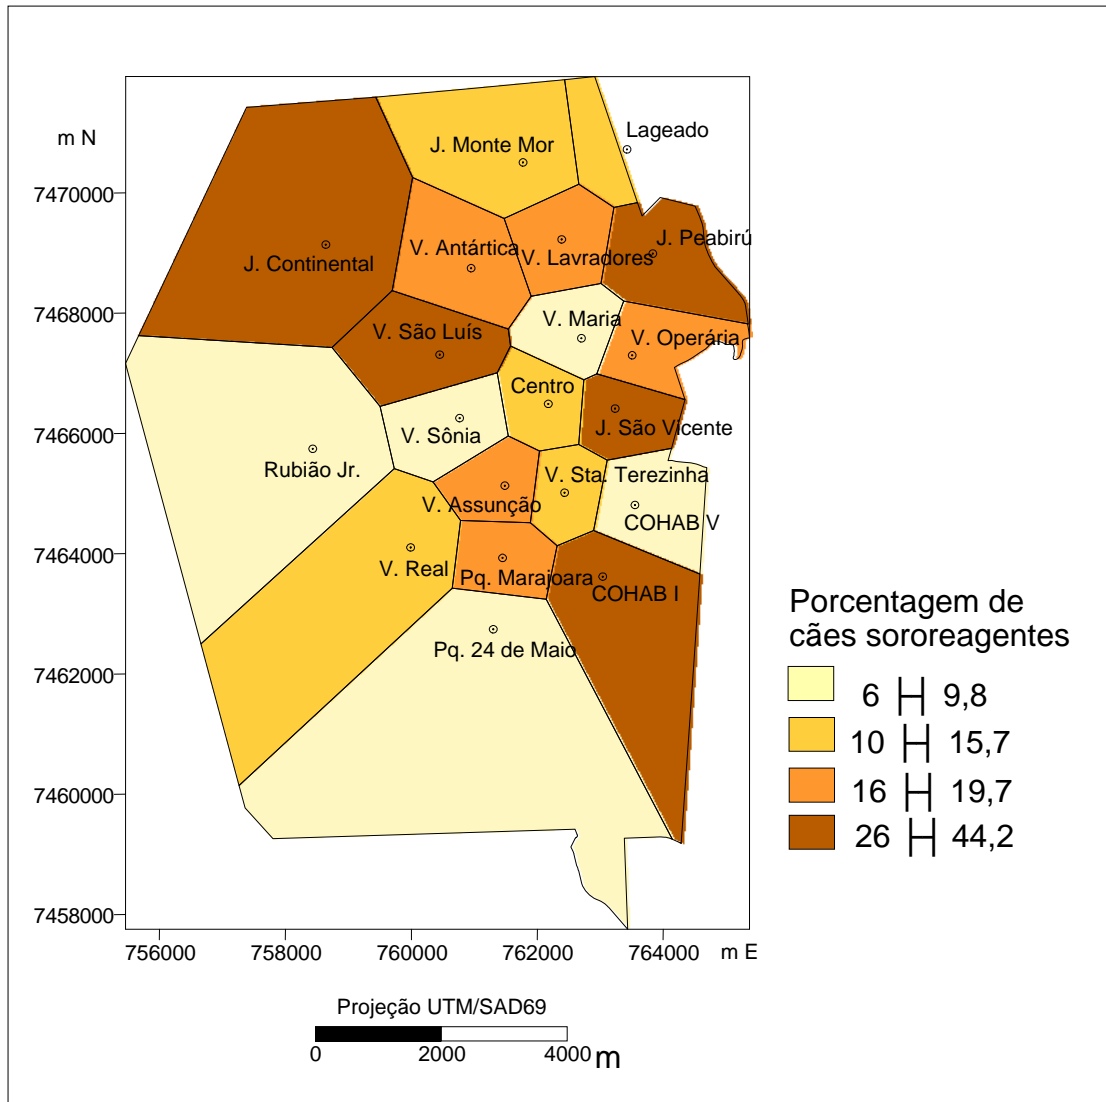 m N
Lageado
J. Monte Mor
7470000
J. Peabirú
V. Antártica
V. Lavradores
J. Continental
7468000
V. Maria
V. São Luís
V. Operária
Centro
7466000
J. São Vicente
V. Sônia
Rubião Jr.
V. Sta. Terezinha
V. Assunção
COHAB V
7464000
V. Real
Pq. Marajoara
COHAB I
Pq. 24 de Maio
7462000
7460000
7458000
756000
758000
760000
762000
764000
m E
Porcentagem de
cães sororeagentes
6 9,8
10 15,7
16 19,7
26 44,2
Projeção UTM/SAD69
0 2000 4000 m